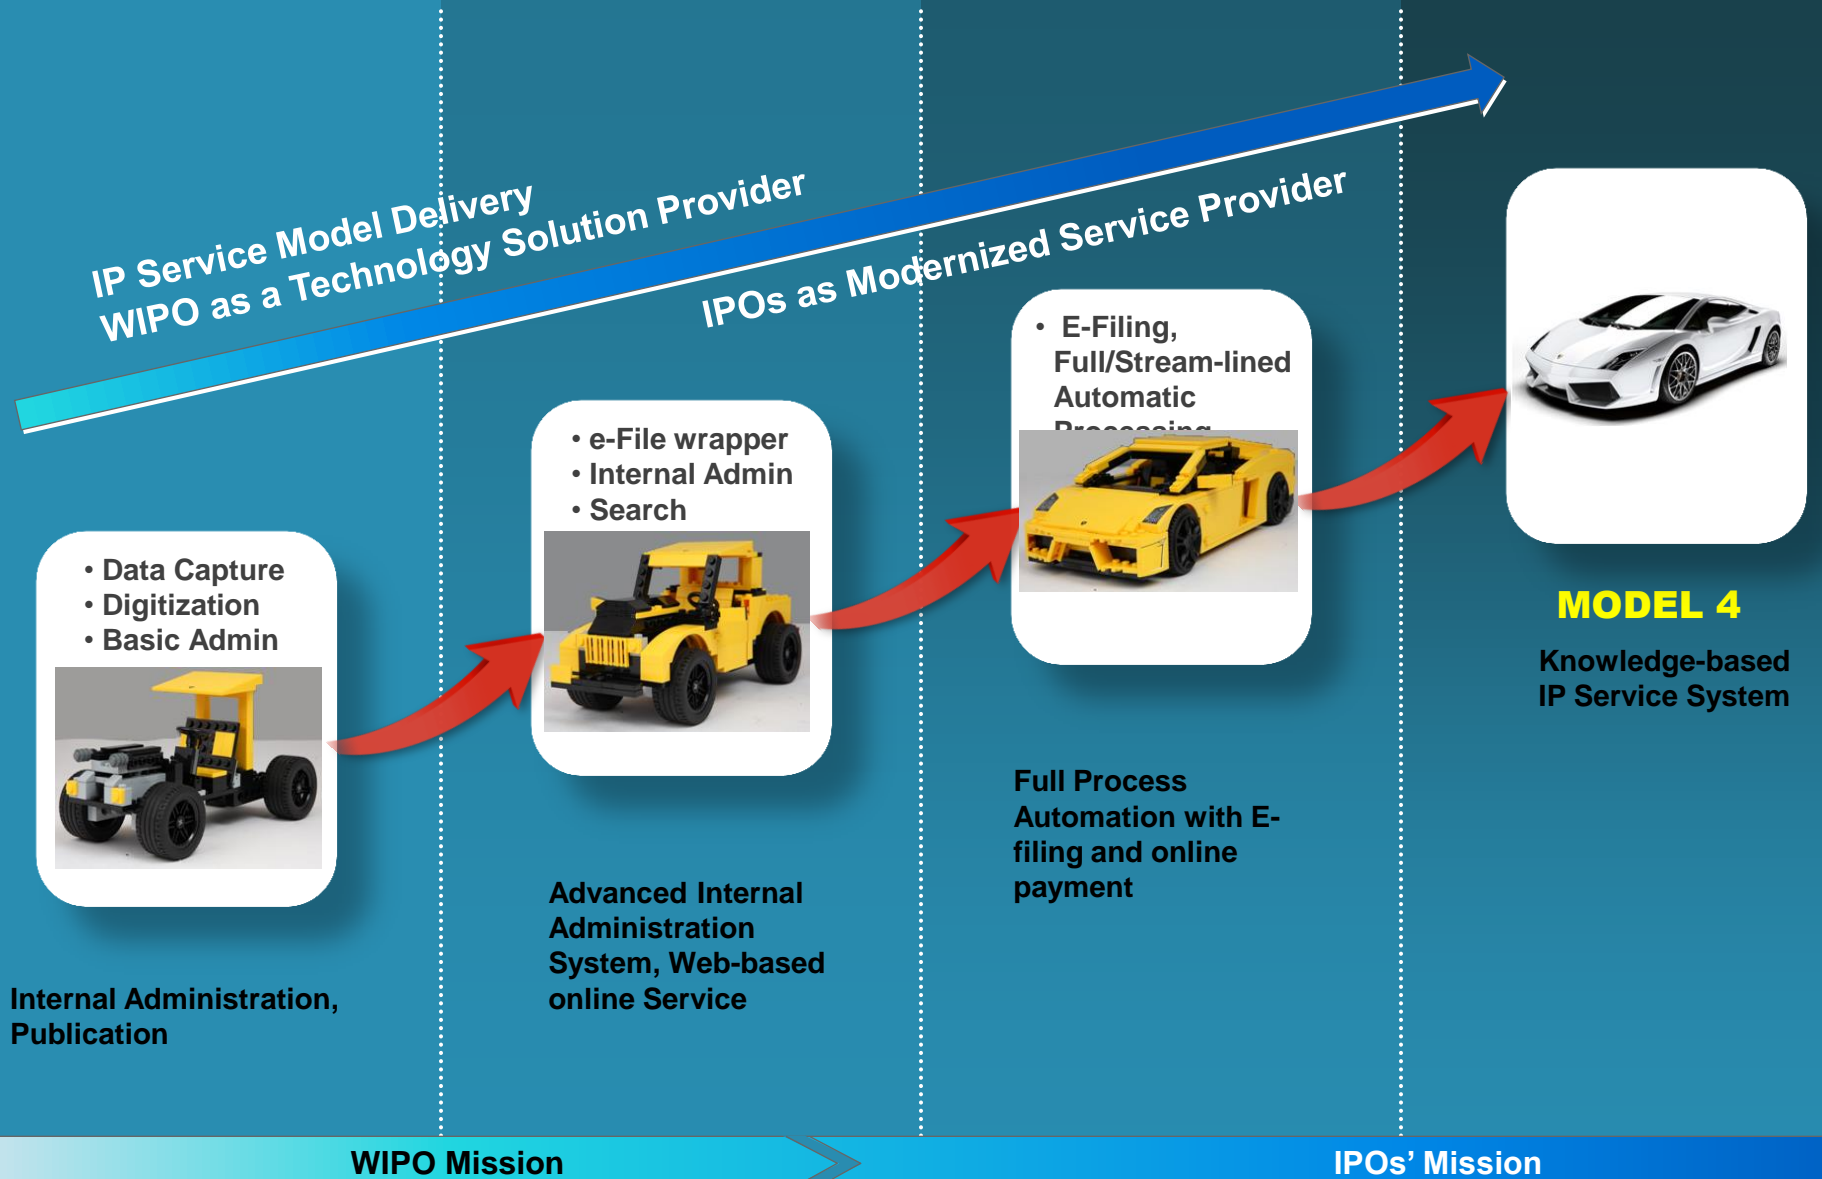 IP Service Model Delivery
WIPO as a Technology Solution Provider
IPOs as Modernized Service Provider
• Data Capture
• Digitization
• Basic Admin
Internal Administration,
Publication
• e-File wrapper
• Internal Admin
• Search
Advanced Internal
Administration
System, Web-based
online Service
• E-Filing,
Full/Stream-lined
Automatic
Processing
Full Process
Automation with E-
filing and online
payment
MODEL 4
Knowledge-based
IP Service System
WIPO Mission
IPOs’ Mission